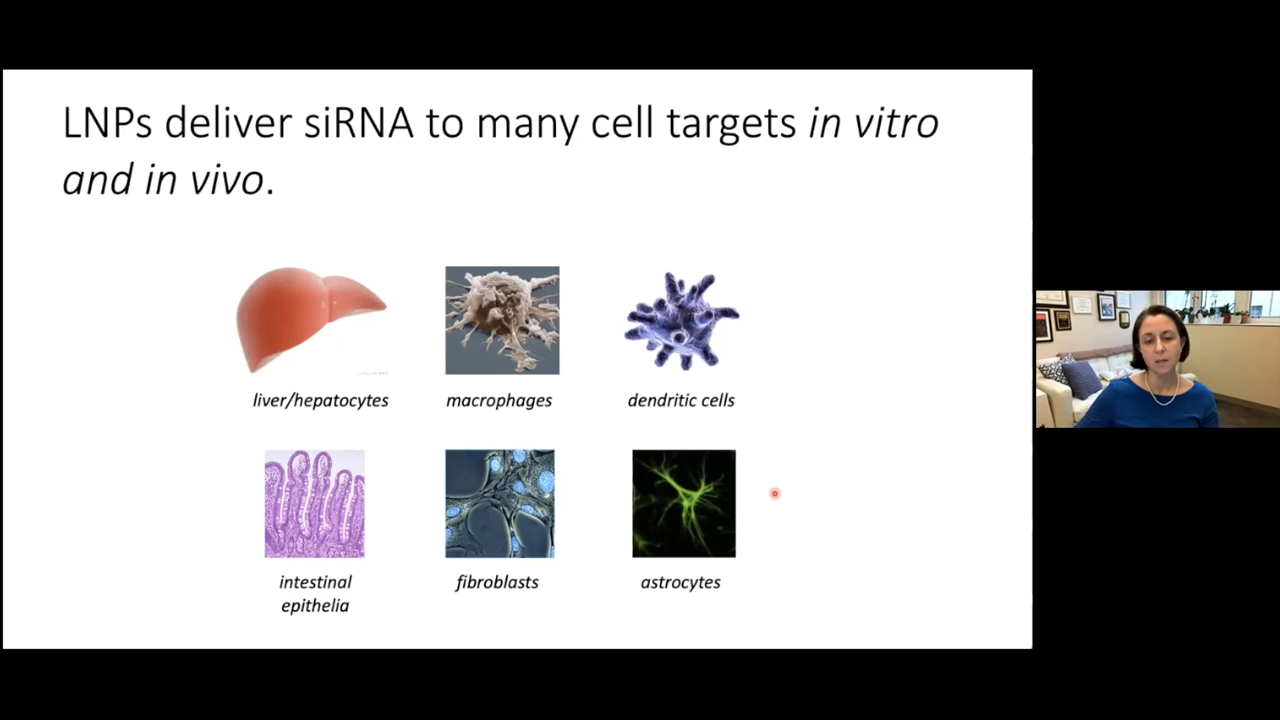 LNPs deliver siRNA to many cell targets in vitro
and in vivo.
liver/hepatocytes
macrophages
dendritic cells
intestinal
epithelia
fibroblasts
astrocytes